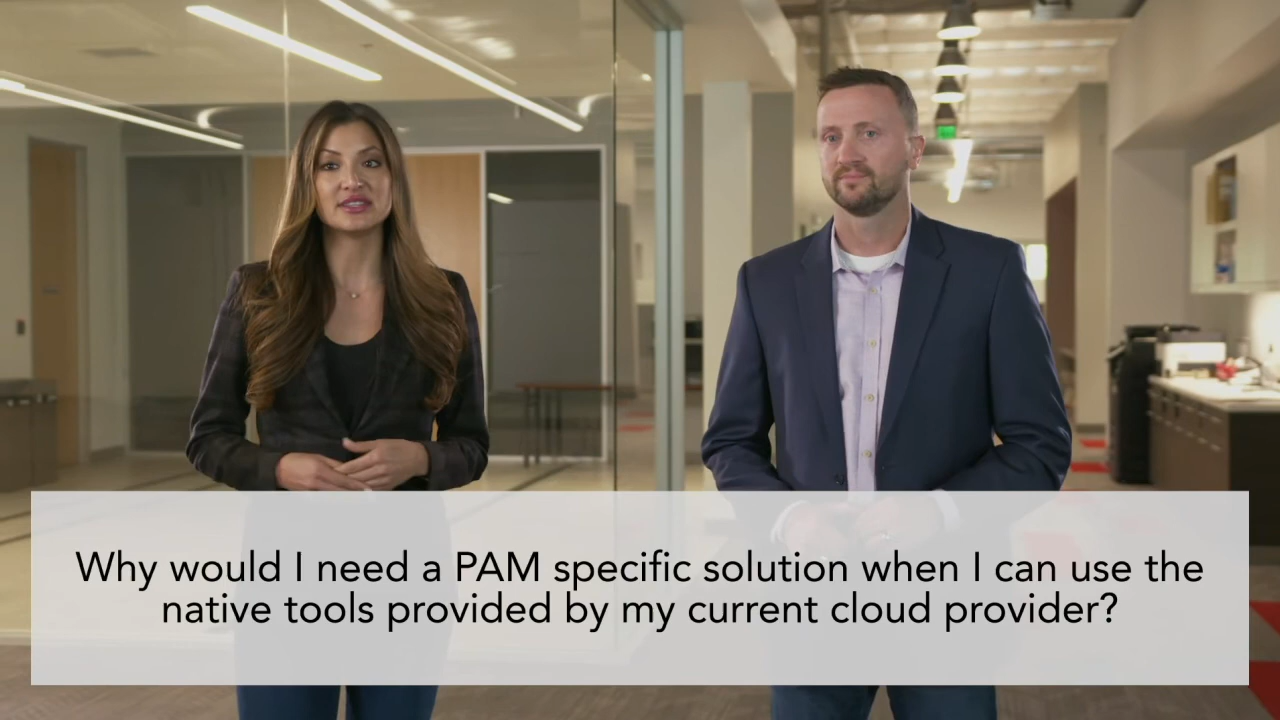 Why would I need a PAM specific solution when I can use the
native tools provided by my current cloud provider?